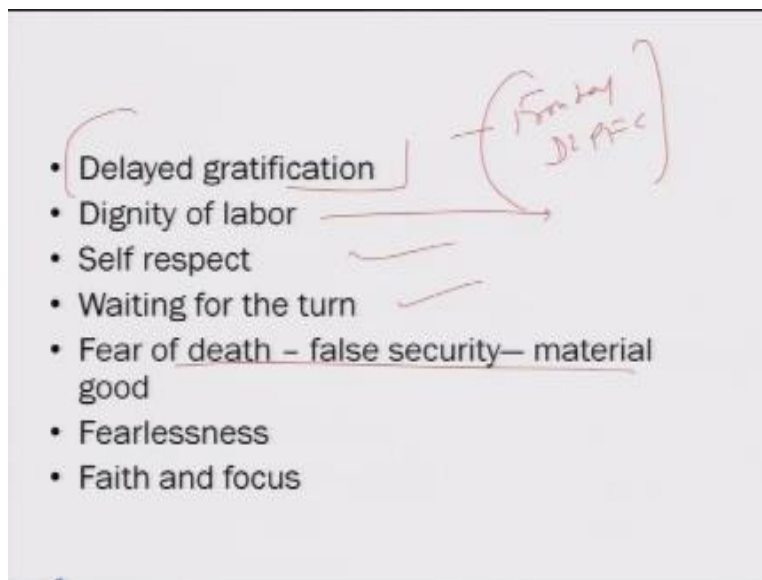 • Delayed gratification
• Dignity of labor
• Self respect
• Waiting for the turn
• Fear of death – false security— material
good
• Fearlessness
• Faith and focus